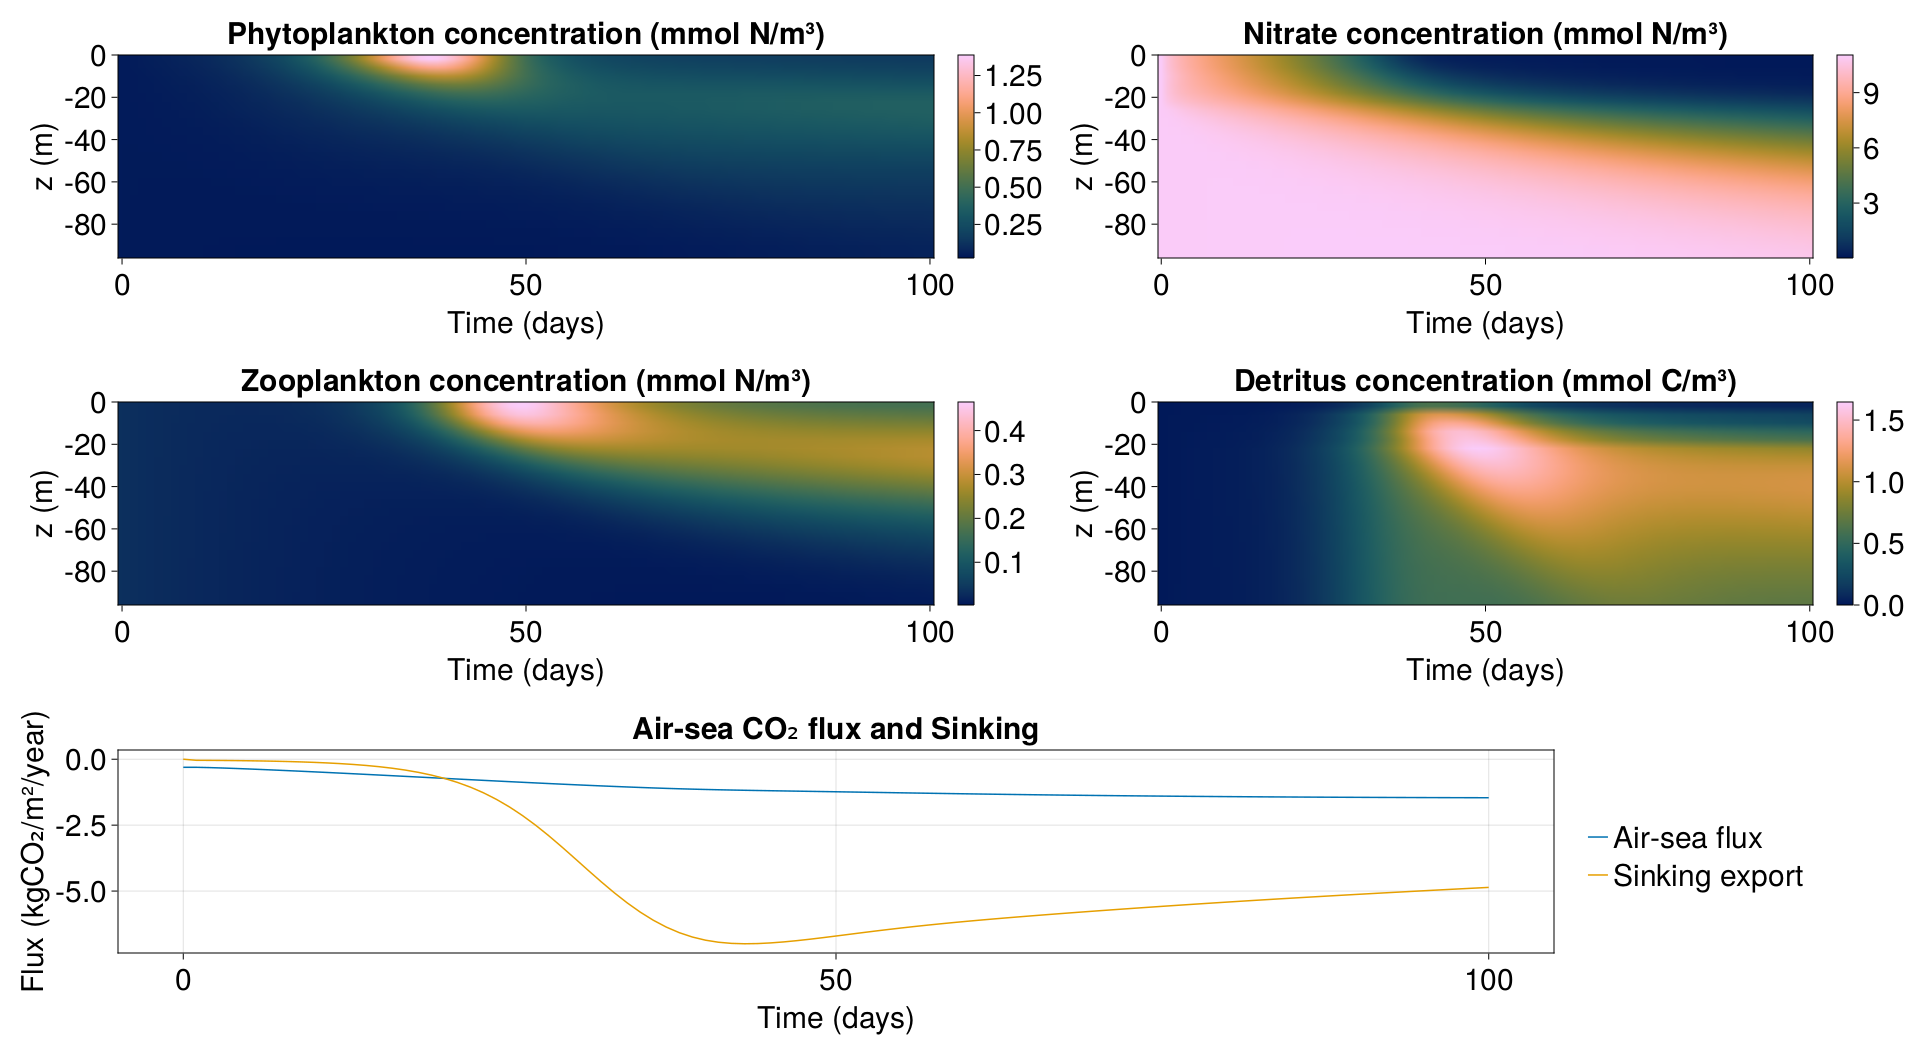 Phytoplankton concentration (mmol N/m³)
0
-20
-40
-60
-80
z (m)
0 50 100
Time (days)
1.25
1.00
0.75
0.50
0.25
Nitrate concentration (mmol N/m³)
0
-20
-40
-60
-80
z (m)
0 50 100
Time (days)
9
6
3
Zooplankton concentration (mmol N/m³)
0
-20
-40
-60
-80
z (m)
0 50 100
Time (days)
0.4
0.3
0.2
0.1
Detritus concentration (mmol C/m³)
0
-20
-40
-60
-80
z (m)
0 50 100
Time (days)
1.5
1.0
0.5
0.0
Air-sea CO₂ flux and Sinking
Flux (kgCO₂/m²/year)
0.0
-2.5
-5.0
0 50 100
Time (days)
Air-sea flux
Sinking export